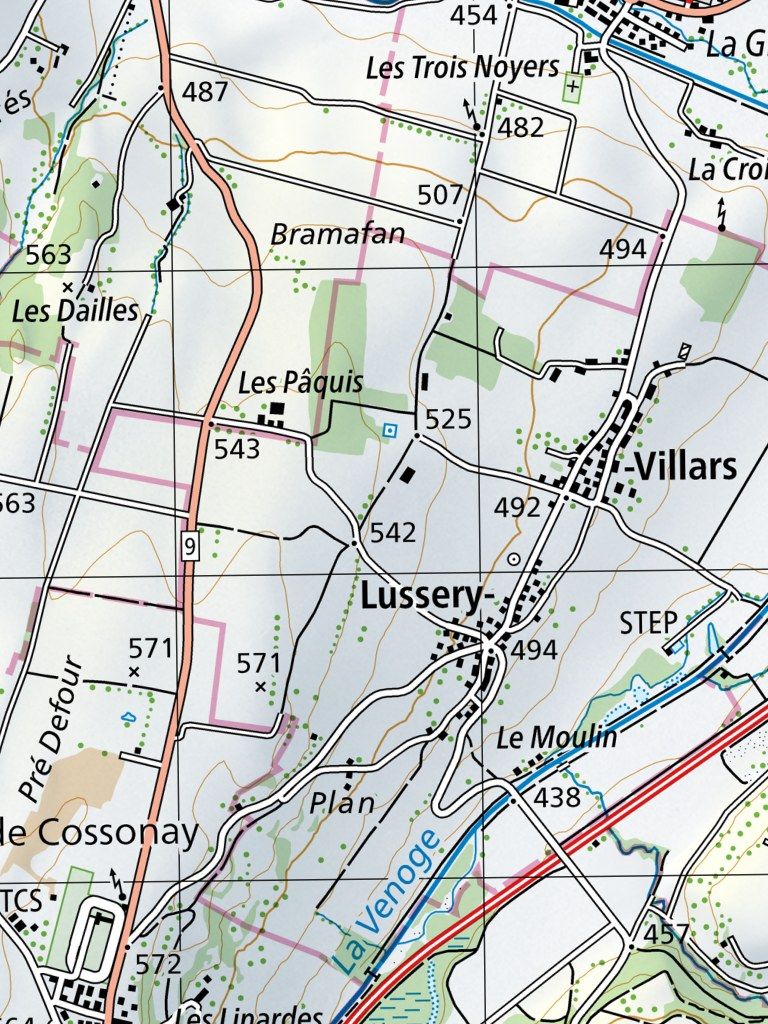 454
La G
Les Trois Noyers
487
és
482
La Croi
507
Bramafan
494
563
Les Dailles
Les Pâquis
525
543
-Villars
563
492
542
9
Lussery-
STEP
571
494
571
Pré Defour
Le Moulin
Plan
438
de Cossonay
La Venoge
TCS
457
572
Les Linardes